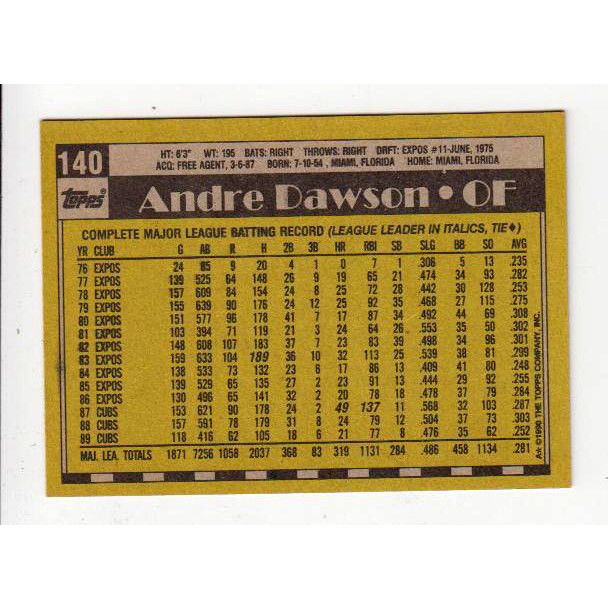 140
HT: 6'3" WT: 195 BATS: RIGHT THROWS: RIGHT DRFT: EXPOS #11-JUNE, 1975
ACQ: FREE AGENT, 3-6-87 BORN: 7-10-54, MIAMI, FLORIDA HOME: MIAMI, FLORIDA
topps® Andre Dawson • OF
COMPLETE MAJOR LEAGUE BATTING RECORD (LEAGUE LEADER IN ITALICS, TIE♦)
YR CLUB G AB R H 2B 3B HR RBI SB SLG BB SO AVG
76 EXPOS 24 85 9 20 4 1 0 7 1 .306 5 13 .235
77 EXPOS 139 525 64 148 26 9 19 65 21 .474 34 93 .282
78 EXPOS 157 609 84 154 24 8 25 72 28 .442 30 128 .253
79 EXPOS 155 639 90 176 24 12 25 92 35 .468 27 115 .275
80 EXPOS 151 577 96 178 41 7 17 87 34 .492 44 69 .308
81 EXPOS 103 394 71 119 21 3 24 64 26 .553 35 50 .302
82 EXPOS 148 608 107 183 37 7 23 83 39 .498 34 96 .301
83 EXPOS 159 633 104 189 36 10 32 113 25 .539 38 81 .299
84 EXPOS 138 533 73 132 23 6 17 86 13 .409 41 80 .248
85 EXPOS 139 529 65 135 27 2 23 91 13 .444 29 92 .255
86 EXPOS 130 496 65 141 32 2 20 78 18 .478 37 79 .284
87 CUBS 153 621 90 178 24 2 49 137 11 .568 32 103 .287
88 CUBS 157 591 78 179 31 8 24 79 12 .504 37 73 .303
89 CUBS 118 416 62 105 18 6 21 77 8 .476 35 62 .252
MAJ. LEA. TOTALS 1871 7256 1058 2037 368 83 319 1131 284 .486 458 1134 .281
A★ ©1990 THE TOPPS COMPANY, INC.